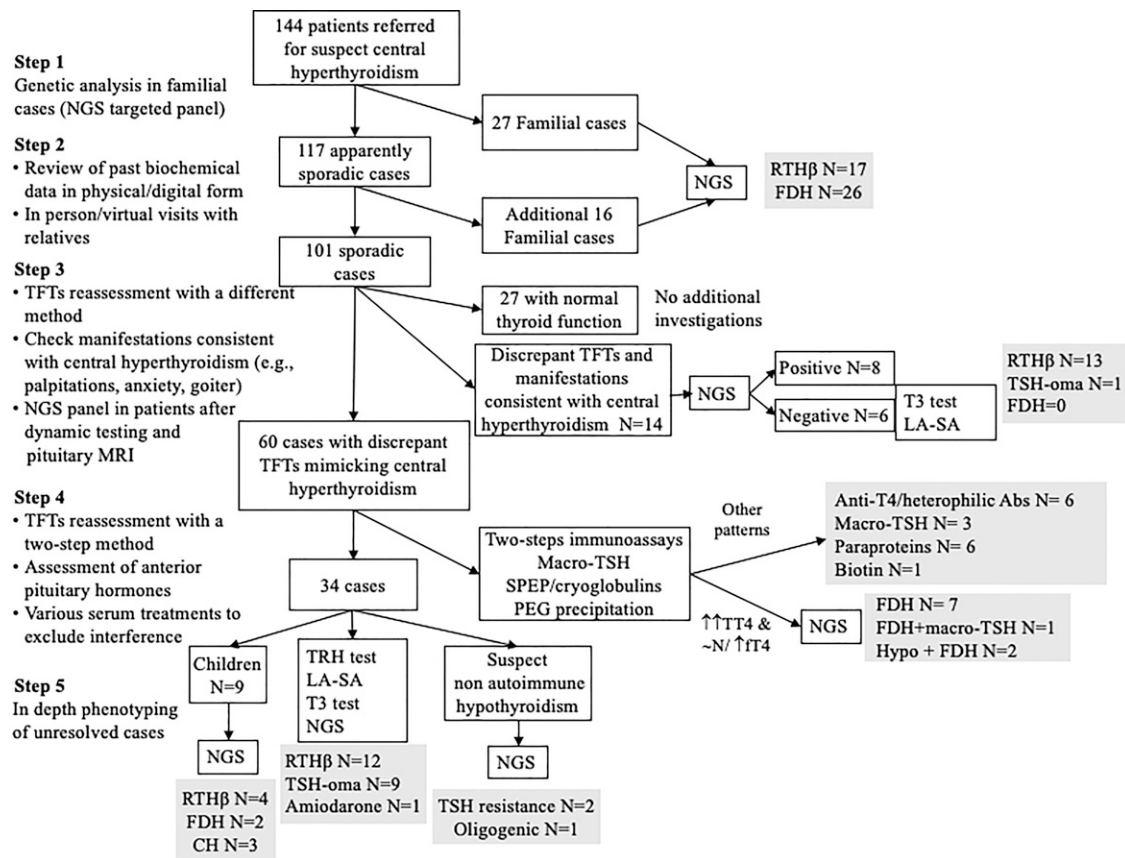 144 patients referred
for suspect central
hyperthyroidism
Step 1
Genetic analysis in familial
cases (NGS targeted panel)
27 Familial cases
Step 2
• Review of past biochemical
data in physical/digital form
• In person/virtual visits with
relatives
117 apparently
sporadic cases
NGS
RTHβ N=17
FDH N=26
Additional 16
Familial cases
101 sporadic
cases
Step 3
• TFTs reassessment with a different
method
• Check manifestations consistent
with central hyperthyroidism (e.g.,
palpitations, anxiety, goiter)
• NGS panel in patients after
dynamic testing and
pituitary MRI
27 with normal
thyroid function
No additional
investigations
Discrepant TFTs and
manifestations
consistent with central
hyperthyroidism N=14
NGS
Positive N=8
Negative N=6
T3 test
LA-SA
RTHβ N=13
TSH-oma N=1
FDH=0
60 cases with discrepant
TFTs mimicking central
hyperthyroidism
Step 4
• TFTs reassessment with a
two-step method
• Assessment of anterior
pituitary hormones
• Various serum treatments to
exclude interference
Two-steps immunoassays
Macro-TSH
SPEP/cryoglobulins
PEG precipitation
Other
patterns
Anti-T4/heterophilic Abs N= 6
Macro-TSH N= 3
Paraproteins N= 6
Biotin N=1
↑↑TT4 &
~N/ ↑fT4
NGS
FDH N= 7
FDH+macro-TSH N=1
Hypo + FDH N=2
34 cases
Step 5
In depth phenotyping
of unresolved cases
Children
N=9
NGS
RTHβ N=4
FDH N=2
CH N=3
TRH test
LA-SA
T3 test
NGS
RTHβ N=12
TSH-oma N=9
Amiodarone N=1
Suspect
non autoimmune
hypothyroidism
NGS
TSH resistance N=2
Oligogenic N=1